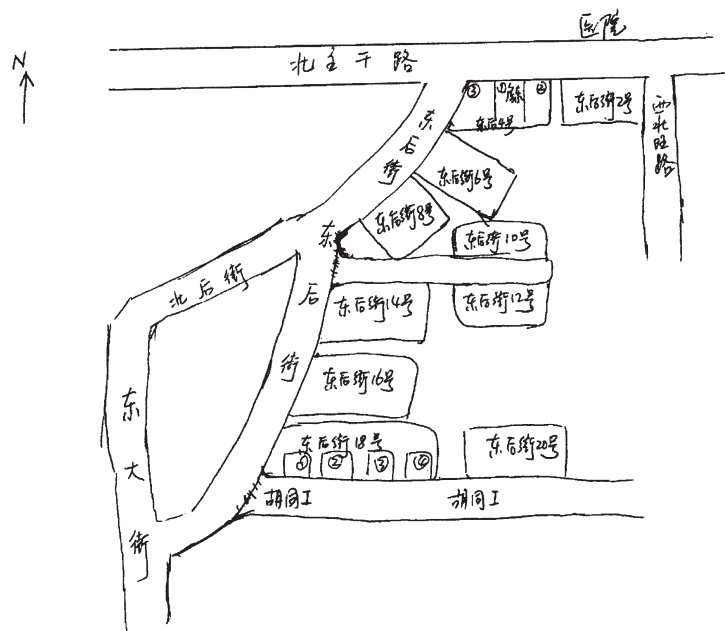 医院
N
北主干路
③ ① ②
东后4号
东后街2号
西北旺路
东后街
东后街6号
东后街8号
东后街10号
东后街12号
北后街
东后街
东后街14号
东后街16号
东大街
东后街18号
① ② ③ ④
东后街20号
胡同I
胡同I